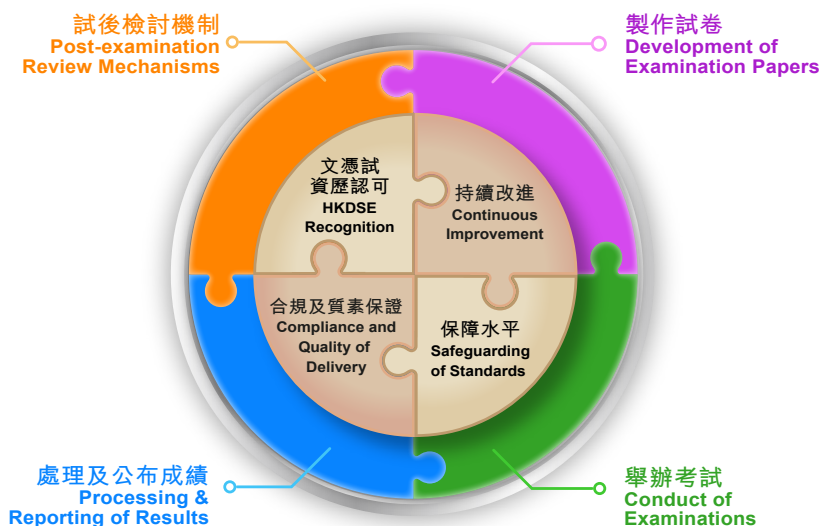 試後檢討機制
Post-examination
Review Mechanisms
製作試卷
Development of
Examination Papers
文憑試
資歷認可
HKDSE
Recognition
持續改進
Continuous
Improvement
合規及質素保證
Compliance and
Quality of
Delivery
保障水平
Safeguarding
of Standards
處理及公布成績
Processing &
Reporting of Results
舉辦考試
Conduct of
Examinations